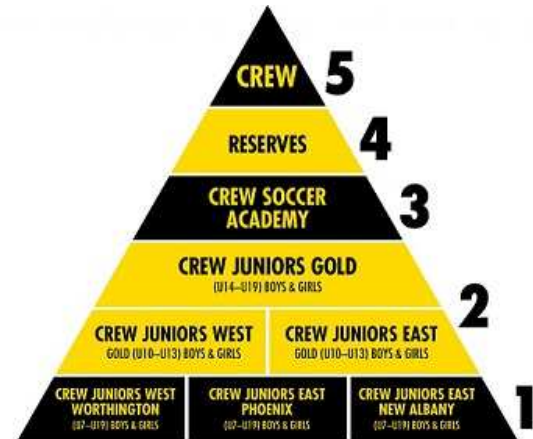 CREW
5
RESERVES
4
CREW SOCCER
ACADEMY
3
CREW JUNIORS GOLD
(U14–U19) BOYS & GIRLS
2
CREW JUNIORS WEST
GOLD (U10–U13) BOYS & GIRLS
CREW JUNIORS EAST
GOLD (U10–U13) BOYS & GIRLS
CREW JUNIORS WEST
WORTHINGTON
(U7–U19) BOYS & GIRLS
CREW JUNIORS EAST
PHOENIX
(U7–U19) BOYS & GIRLS
CREW JUNIORS EAST
NEW ALBANY
(U7–U19) BOYS & GIRLS
1